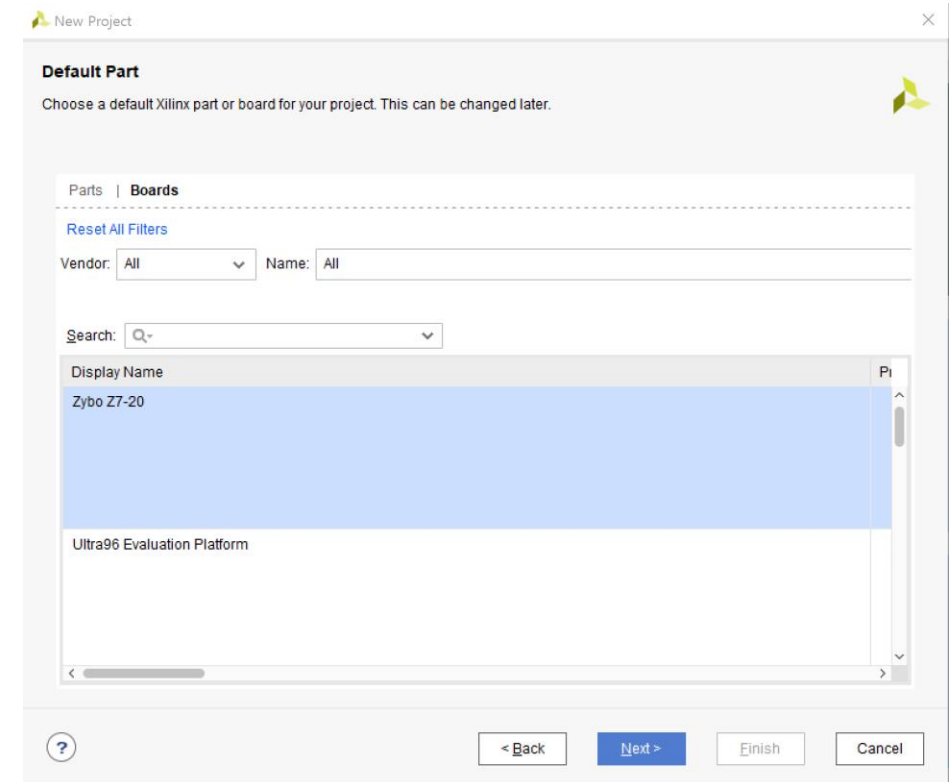 New Project
Default Part
Choose a default Xilinx part or board for your project. This can be changed later.
Parts | Boards
Reset All Filters
Vendor: All Name: All
Search:
Display Name Pr
Zybo Z7-20
Ultra96 Evaluation Platform
? < Back Next > Finish Cancel